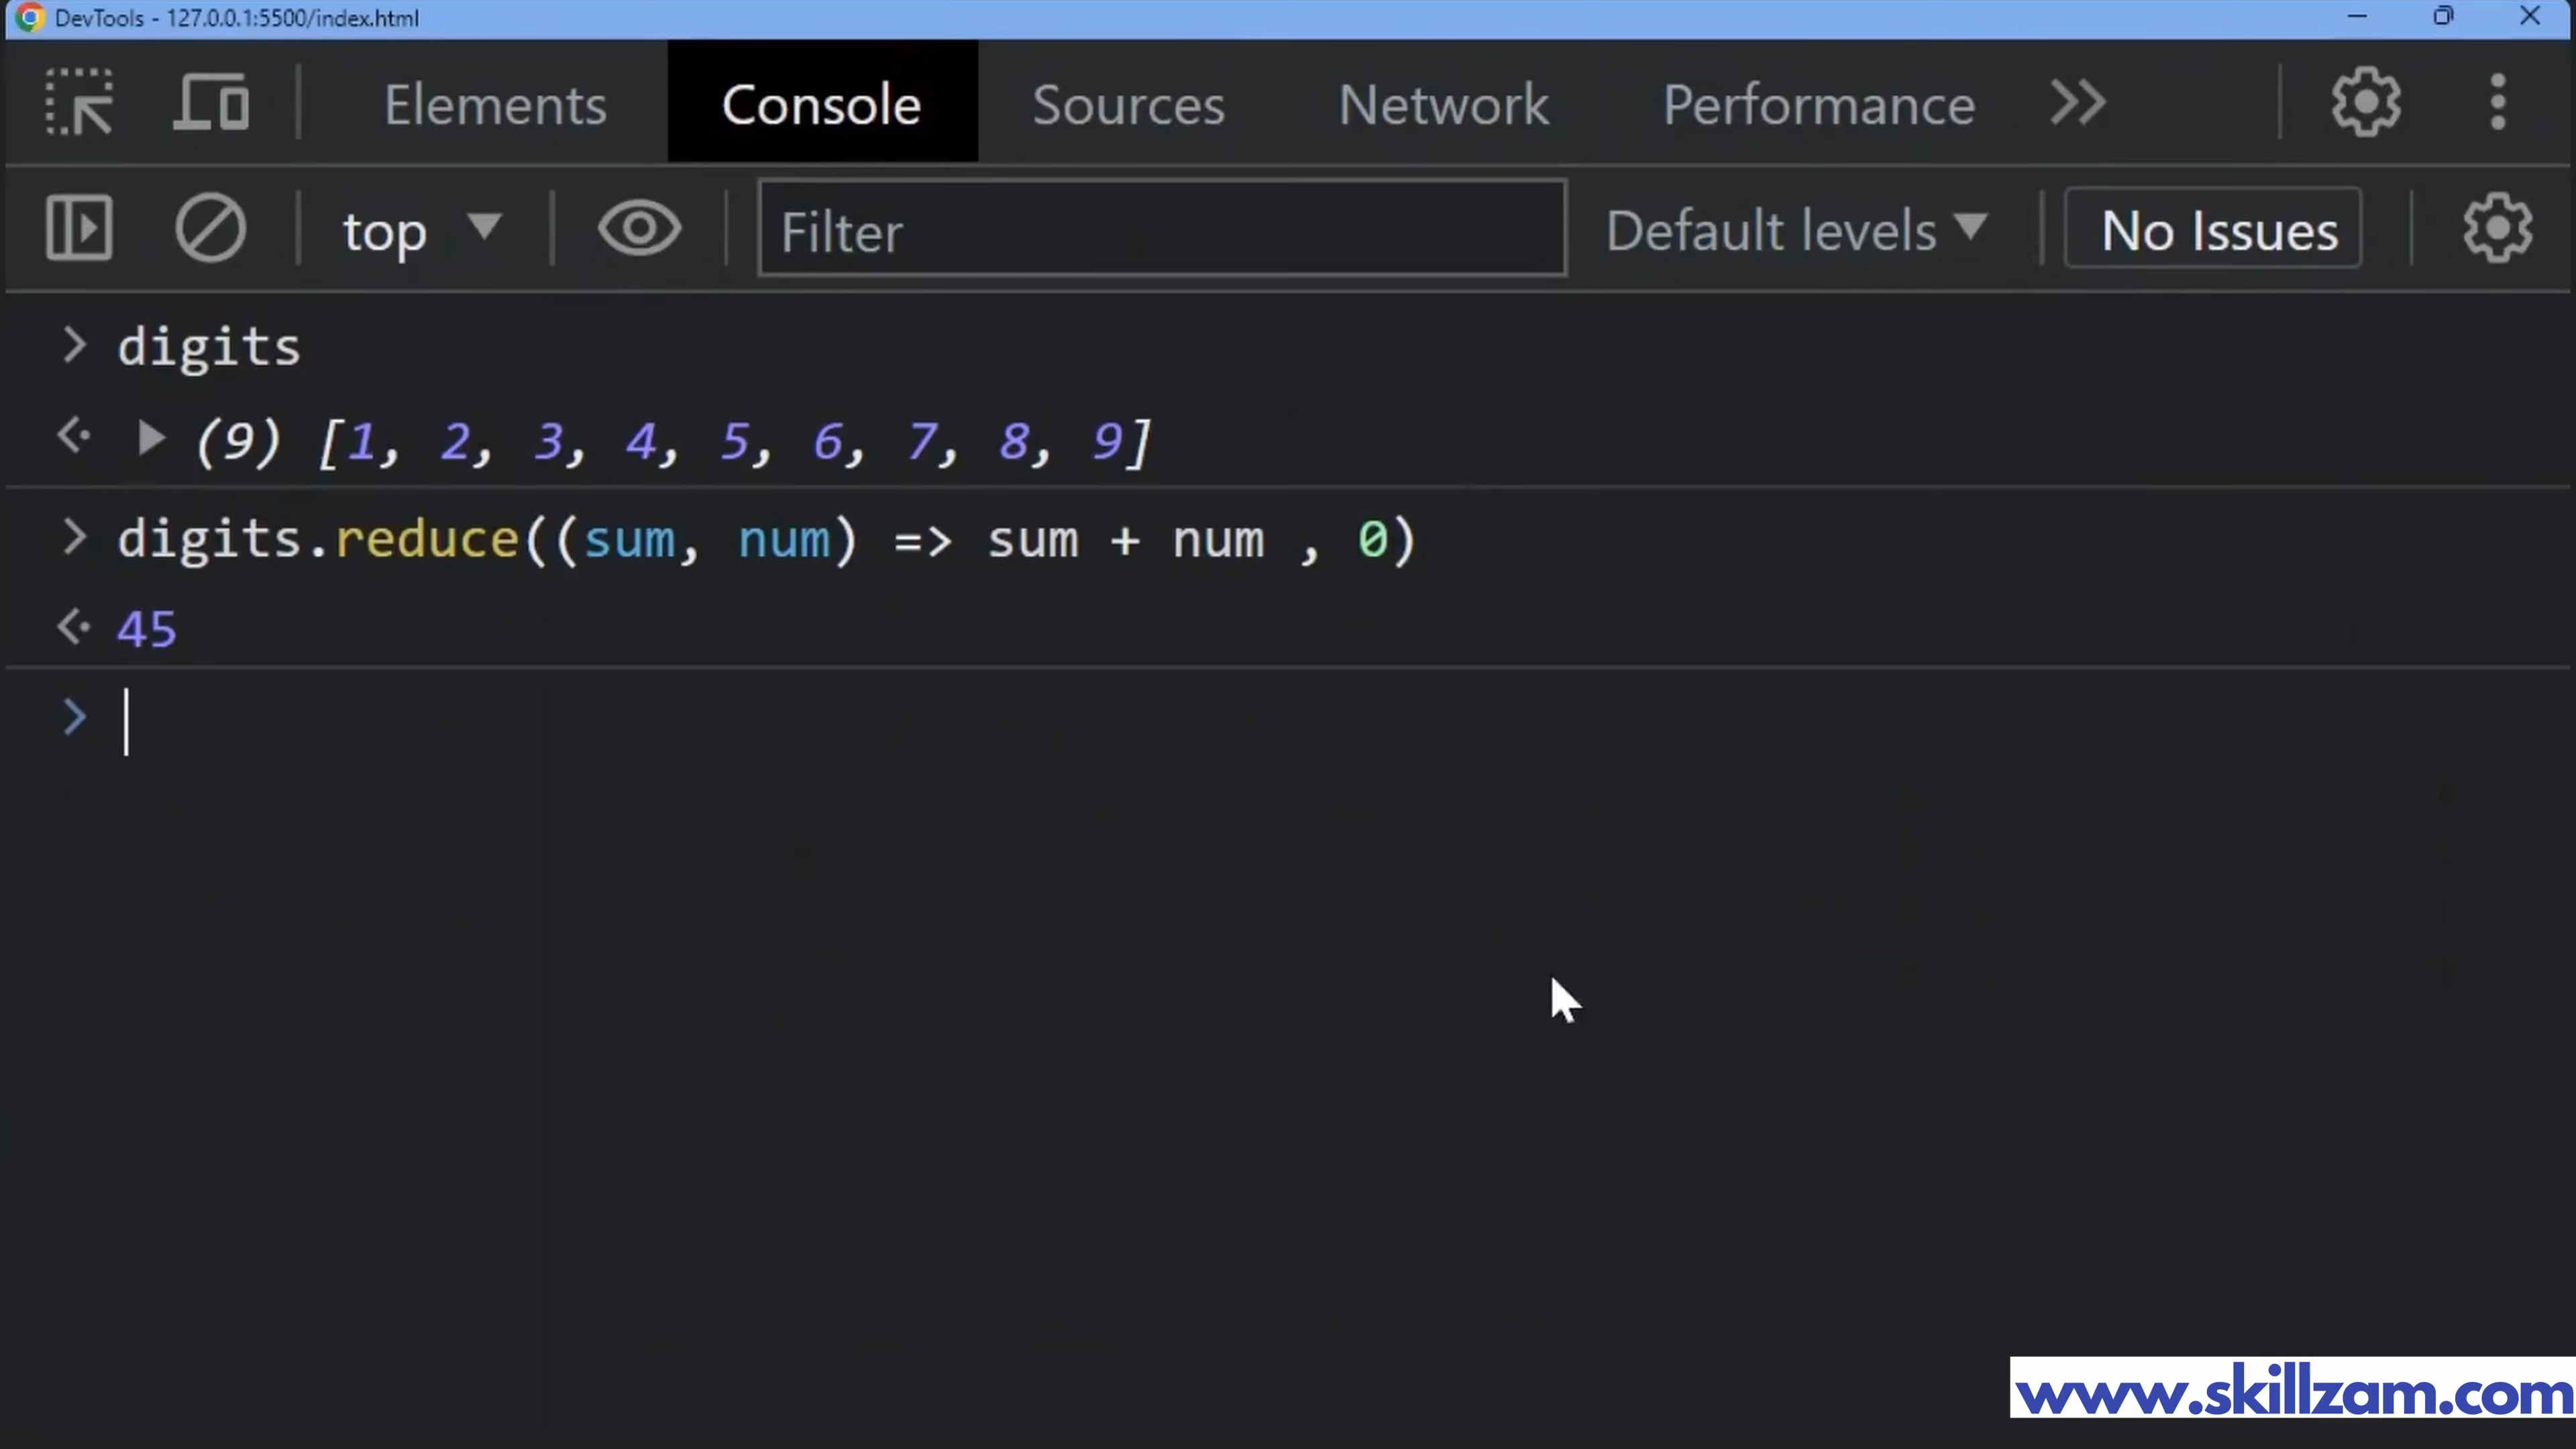 DevTools - 127.0.0.1:5500/index.html
Elements Console Sources Network Performance
top Filter Default levels No Issues
> digits
(9) [1, 2, 3, 4, 5, 6, 7, 8, 9]
> digits.reduce((sum, num) => sum + num , 0)
45
>
www.skillzam.com